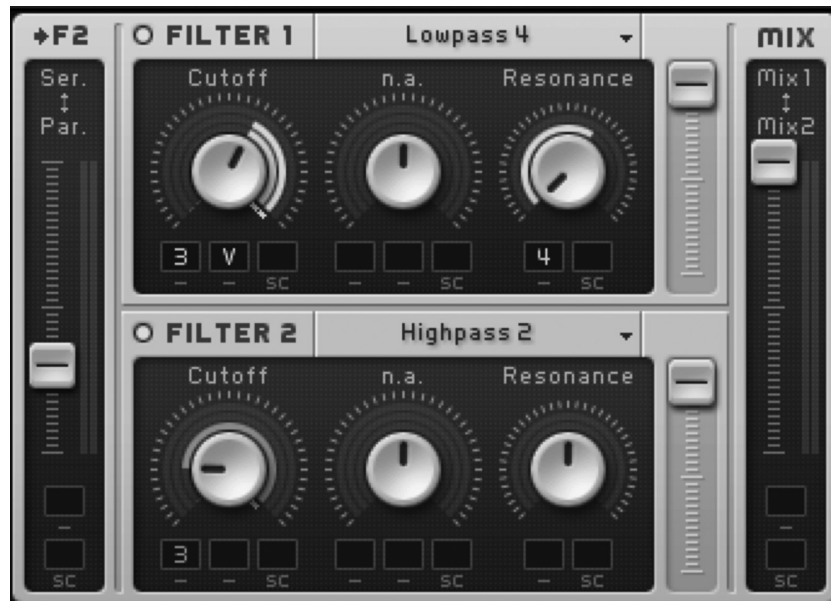 →F2
Ser.
↕
Par.
–
SC
FILTER 1
Lowpass 4
Cutoff
n.a.
Resonance
3 V 4
– – SC – – SC – SC
FILTER 2
Highpass 2
Cutoff
n.a.
Resonance
3
– – SC – – SC – SC
MIX
Mix1
↕
Mix2
–
SC